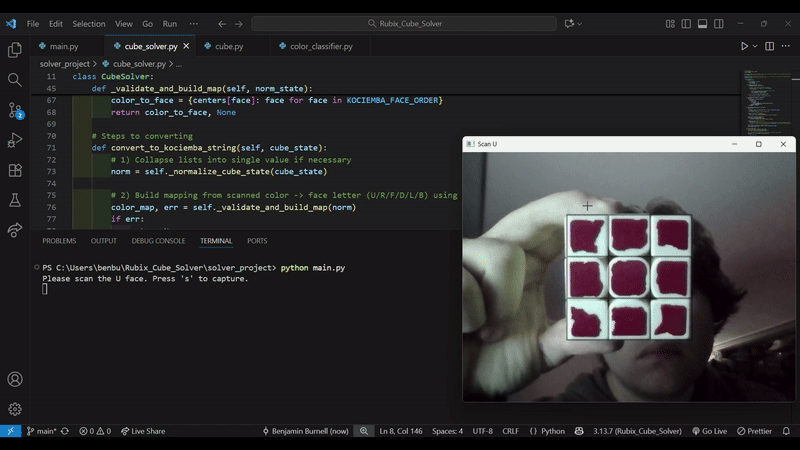 File Edit Selection View Go Run ... Rubix_Cube_Solver
main.py cube_solver.py cube.py color_classifier.py
solver_project > cube_solver.py > ...
11 class CubeSolver:
45 def _validate_and_build_map(self, norm_state):
67 color_to_face = {centers[face]: face for face in KOCIEMBA_FACE_ORDER}
68 return color_to_face, None
69
70 # Steps to converting
71 def convert_to_kociemba_string(self, cube_state):
72 # 1) Collapse lists into single value if necessary
73 norm = self._normalize_cube_state(cube_state)
74
75 # 2) Build mapping from scanned color -> face letter (U/R/F/D/L/B) using
76 color_map, err = self._validate_and_build_map(norm)
77 if err:
Scan U
2
PROBLEMS OUTPUT DEBUG CONSOLE TERMINAL PORTS
PS C:\Users\benbu\Rubix_Cube_Solver\solver_project> python main.py
Please scan the U face. Press 's' to capture.
main* 0 0 Live Share Benjamin Burnell (now) Ln 8, Col 146 Spaces: 4 UTF-8 CRLF {} Python 3.13.7 (Rubix_Cube_Solver) Go Live Prettier